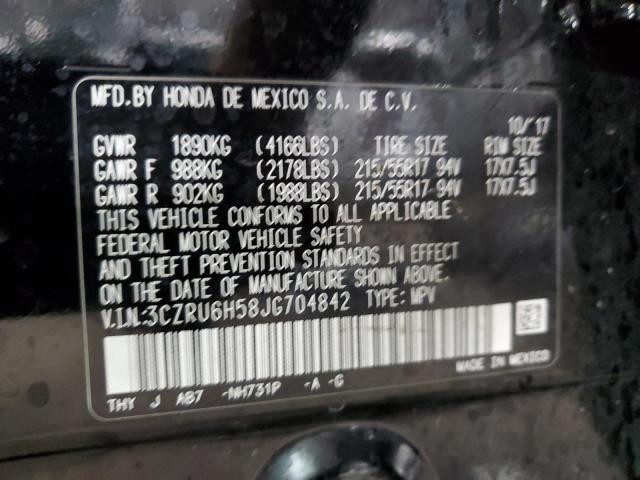 MFD.BY HONDA DE MEXICO S.A. DE C.V.
10/'17
GVWR 1890KG (4166LBS) TIRE SIZE RIM SIZE
GAWR F 988KG (2178LBS) 215/55R17 94V 17X7.5J
GAWR R 902KG (1988LBS) 215/55R17 94V 17X7.5J
THIS VEHICLE CONFORMS TO ALL APPLICABLE
FEDERAL MOTOR VEHICLE SAFETY
AND THEFT PREVENTION STANDARDS IN EFFECT
ON THE DATE OF MANUFACTURE SHOWN ABOVE.
V.I.N.:3CZRU6H58JG704842 TYPE: MPV
MADE IN MEXICO
THY J AB7 -NH731P -A -G